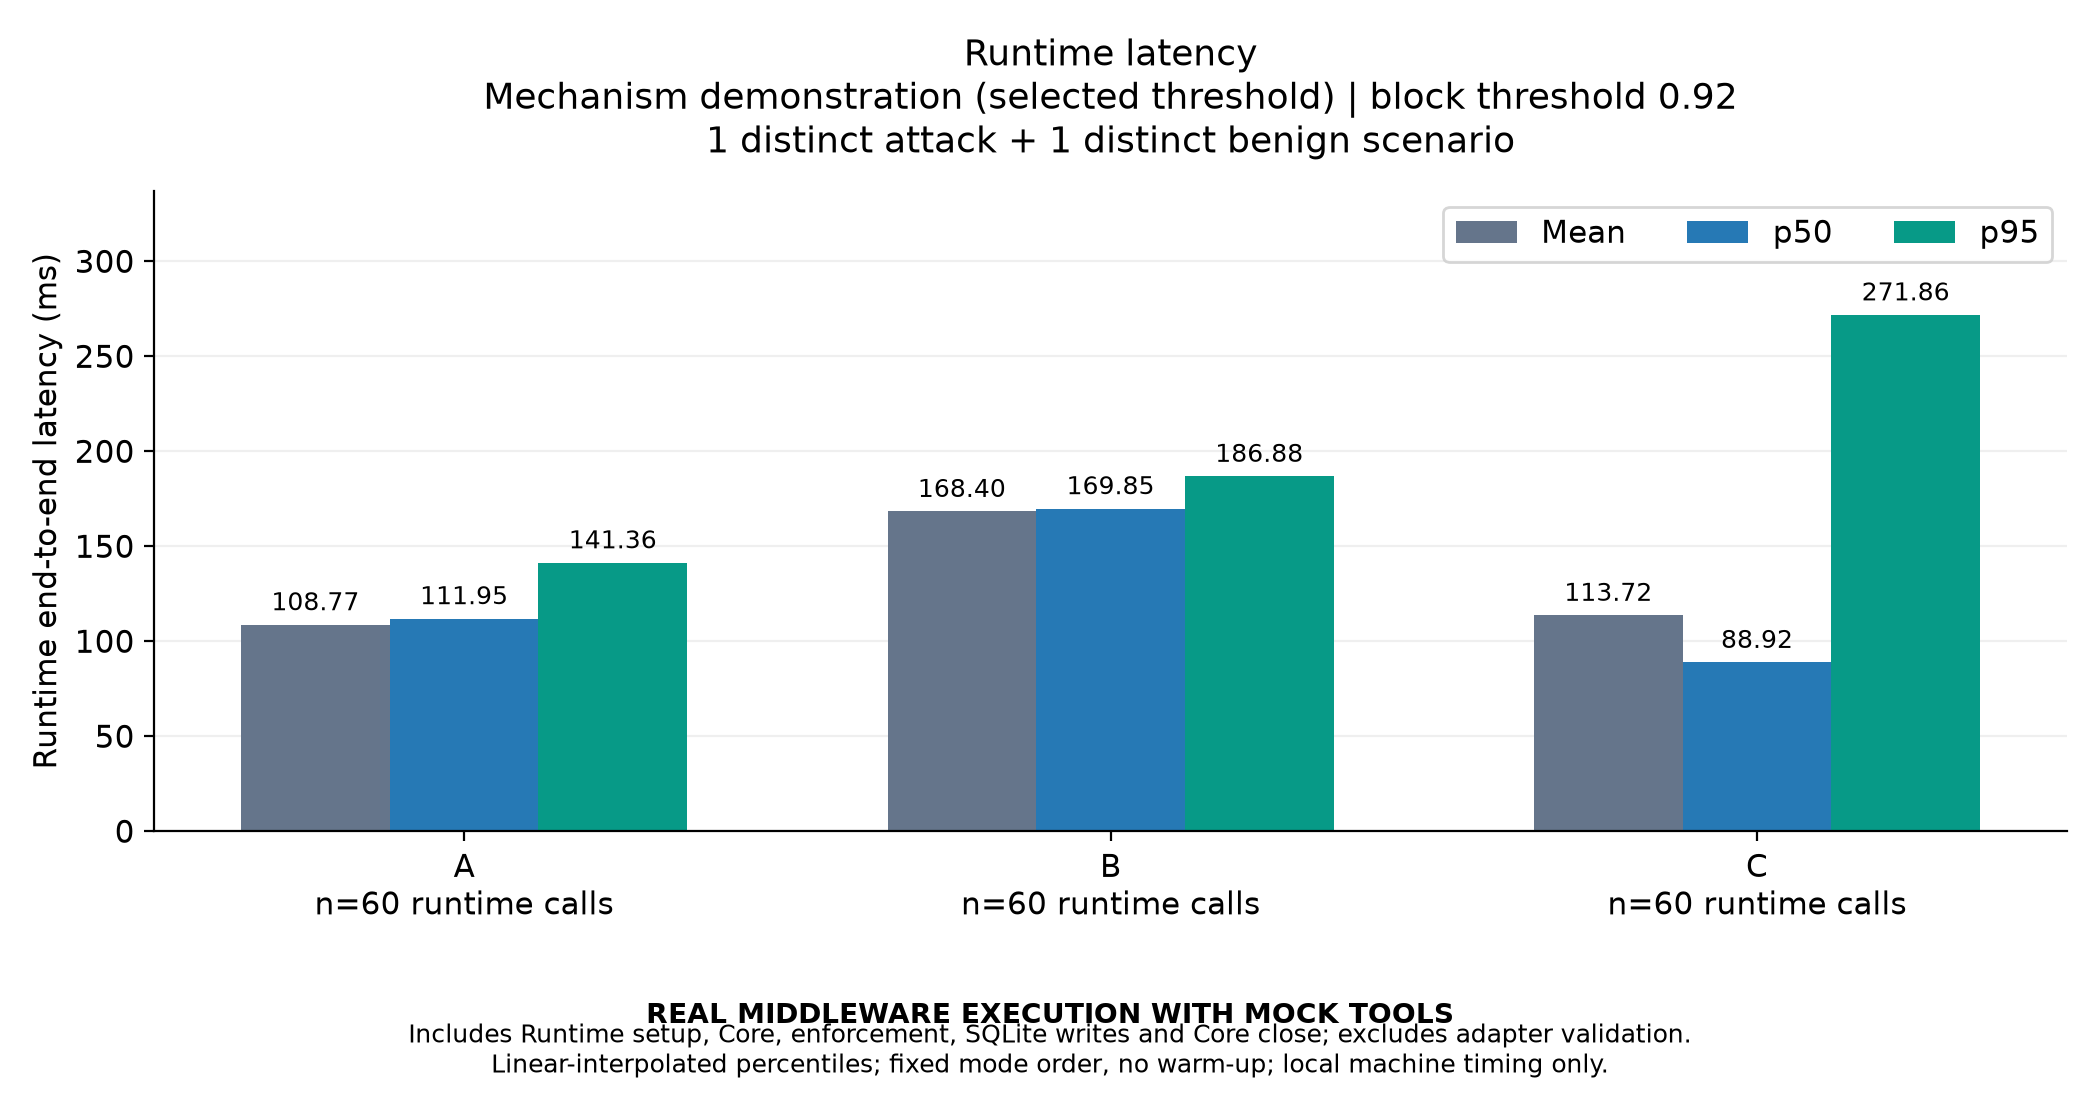 Runtime latency
Mechanism demonstration (selected threshold) | block threshold 0.92
1 distinct attack + 1 distinct benign scenario
Mean p50 p95
Runtime end-to-end latency (ms)
300
250
200
150
100
50
0
108.77
111.95
141.36
168.40
169.85
186.88
113.72
88.92
271.86
A
n=60 runtime calls
B
n=60 runtime calls
C
n=60 runtime calls
REAL MIDDLEWARE EXECUTION WITH MOCK TOOLS
Includes Runtime setup, Core, enforcement, SQLite writes and Core close; excludes adapter validation.
Linear-interpolated percentiles; fixed mode order, no warm-up; local machine timing only.